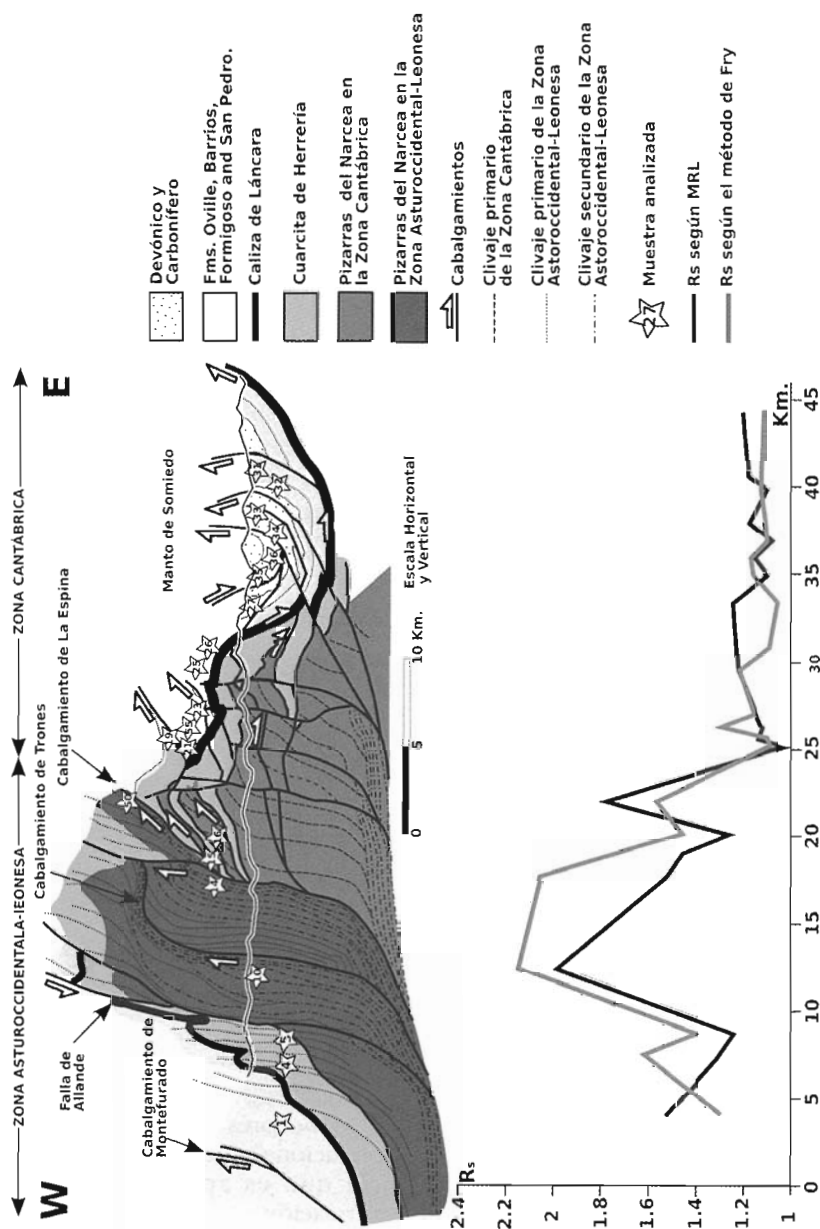 ZONA ASTUROCCIDENTALA-lEONESA
ZONA CANTÁBRICA
W
E
Cabalgamiento de Trones
Cabalgamiento de La Espina
Falla de
Allande
Cabalgamiento de
Montefurado
Manto de Somiedo
0
5
10 Km.
Escala Horizontal
y Vertical
Devónico y
Carbonífero
Fms. Oville, Barrios,
Formigoso and San Pedro.
Caliza de Láncara
Cuarcita de Herrería
Pizarras del Narcea en
la Zona Cantábrica
Pizarras del Narcea en la
Zona Asturoccidental-Leonesa
Cabalgamientos
Clivaje primario
de la Zona Cantábrica
Clivaje primario de la Zona
Astoroccidental-Leonesa
Clivaje secundario de la Zona
Astoroccidental-Leonesa
27
Muestra analizada
Rs según MRL
Rs según el método de Fry
Rs
2.4
2.2
2
1.8
1.6
1.4
1.2
1
0
5
10
15
20
25
30
35
40
45
Km.